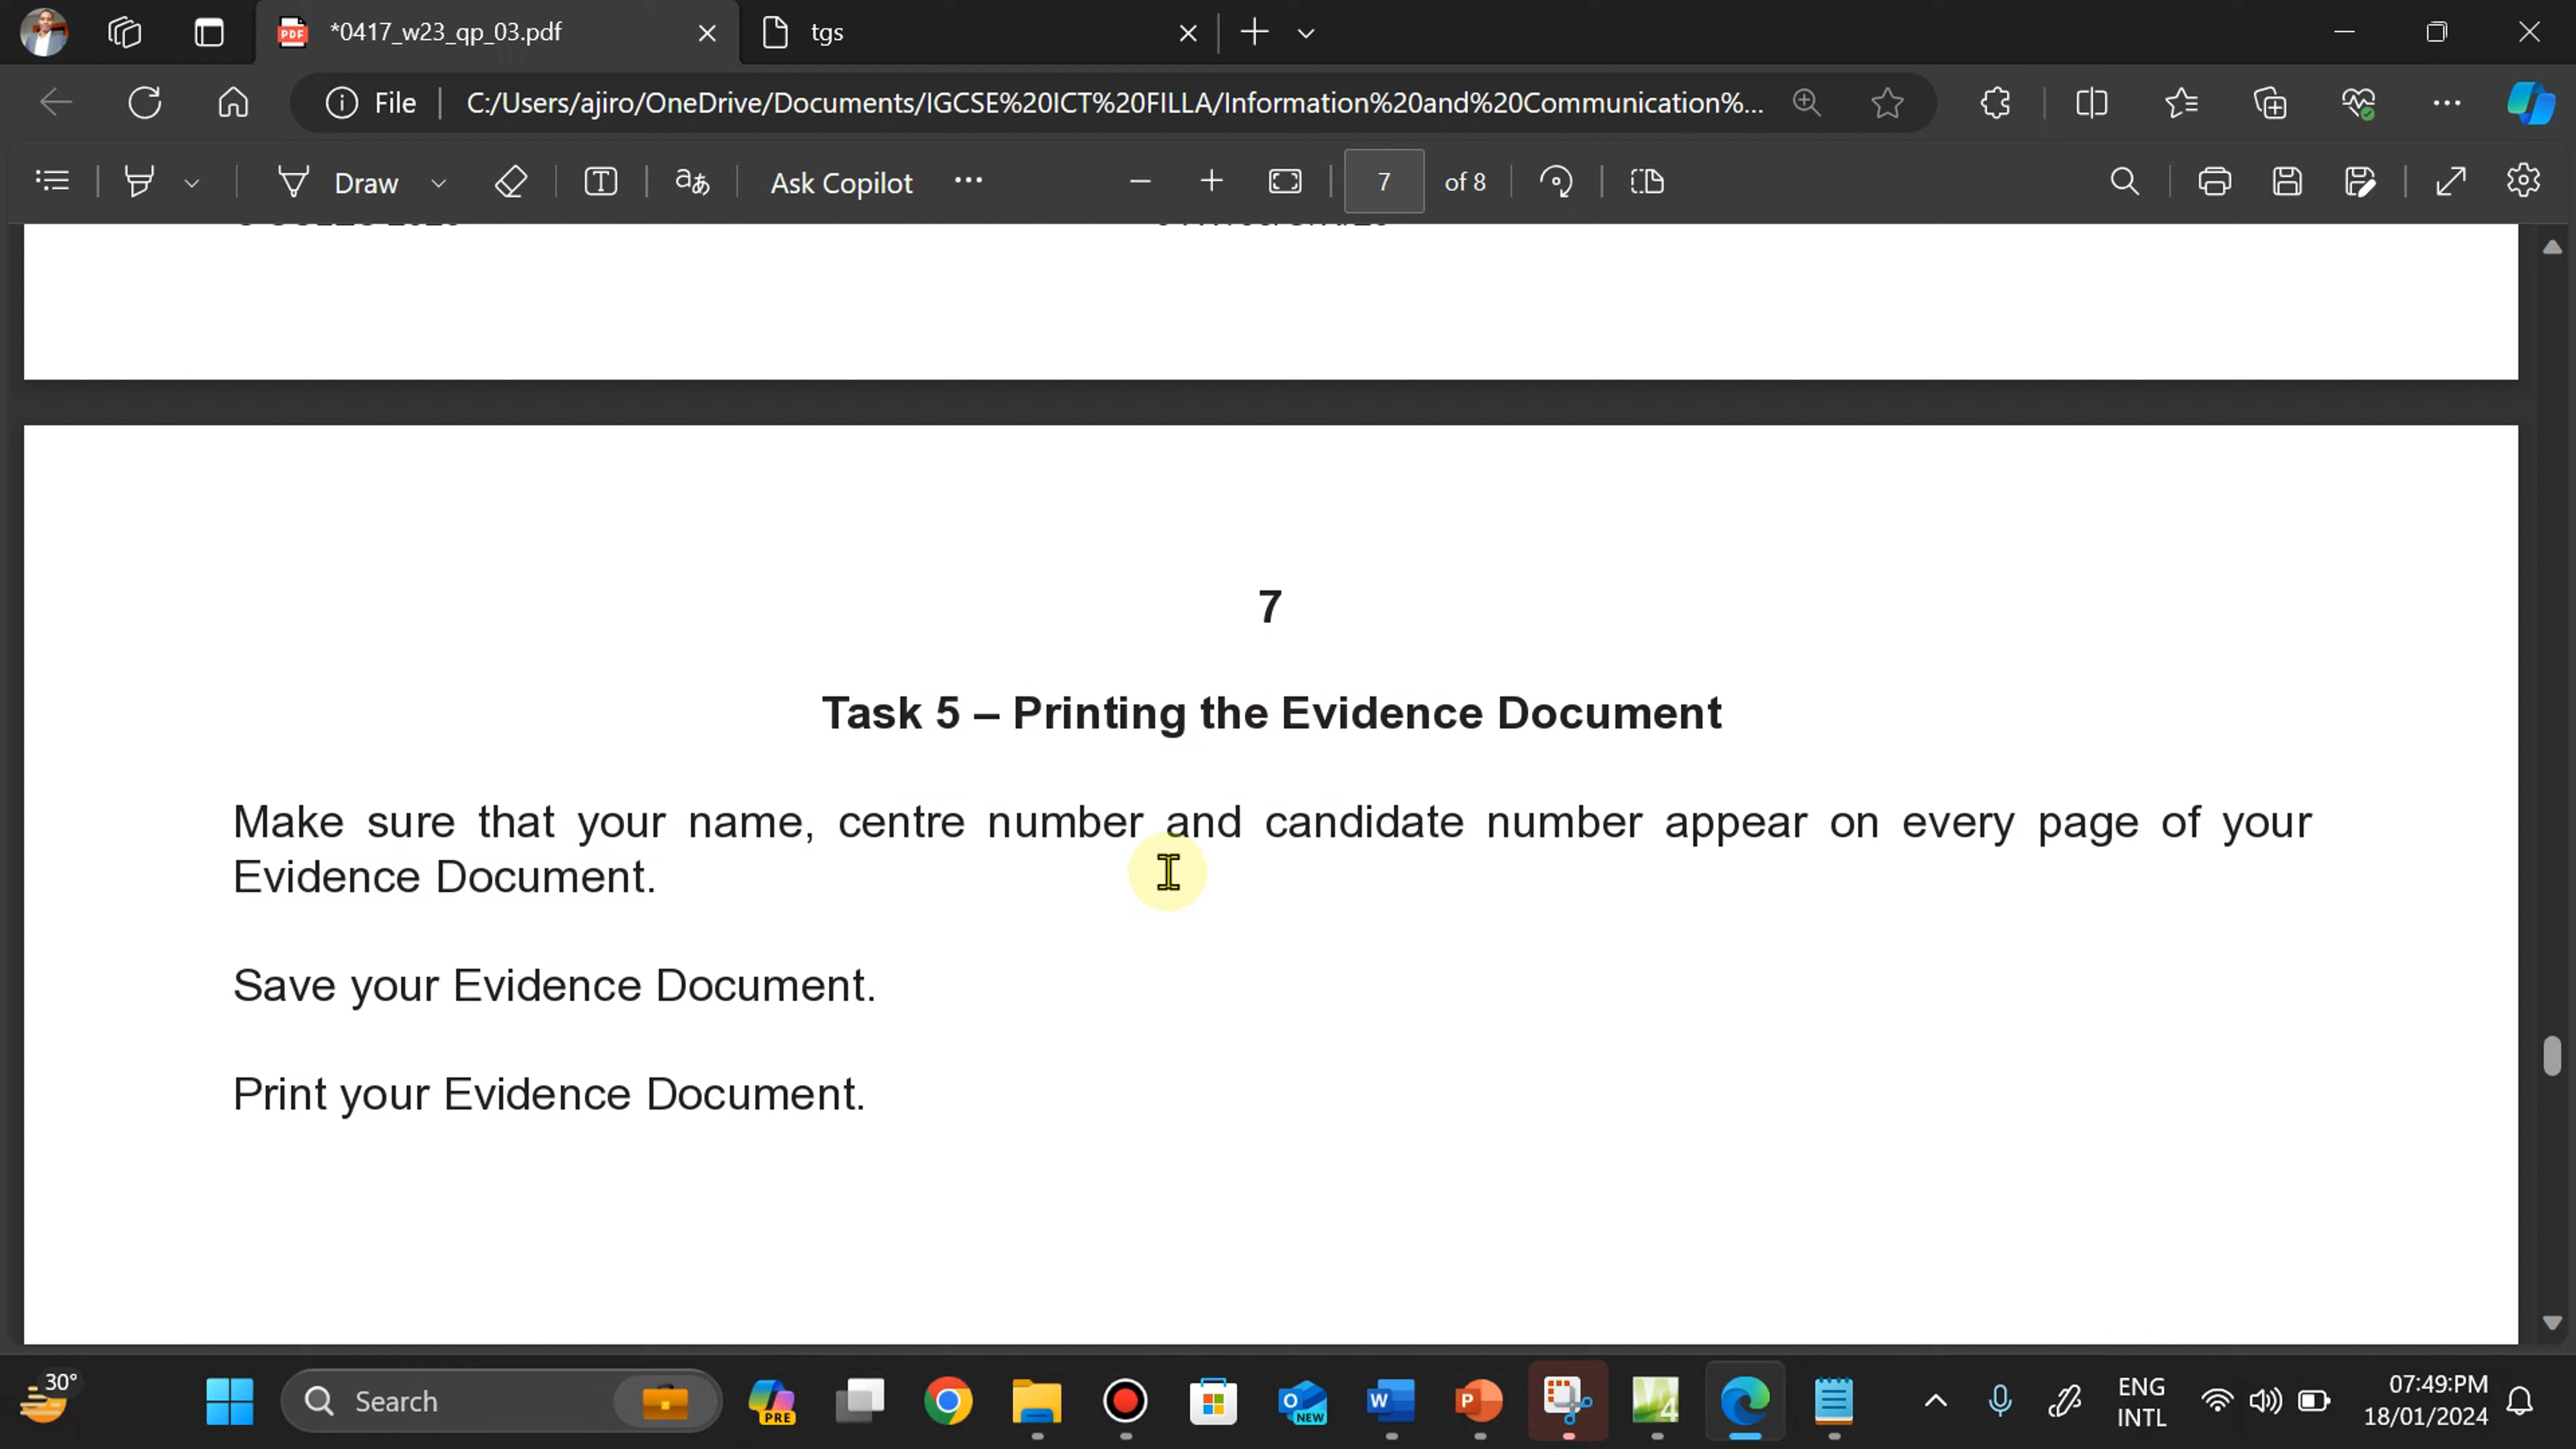 *0417_w23_qp_03.pdf
tgs
File
C:/Users/ajiro/OneDrive/Documents/IGCSE%20ICT%20FILLA/Information%20and%20Communication%...
Draw
aあ
Ask Copilot
7
of 8
7
Task 5 – Printing the Evidence Document
Make sure that your name, centre number and candidate number appear on every page of your
Evidence Document.
Save your Evidence Document.
Print your Evidence Document.
30°
Search
PRE
NEW
4
ENG
INTL
07:49:PM
18/01/2024